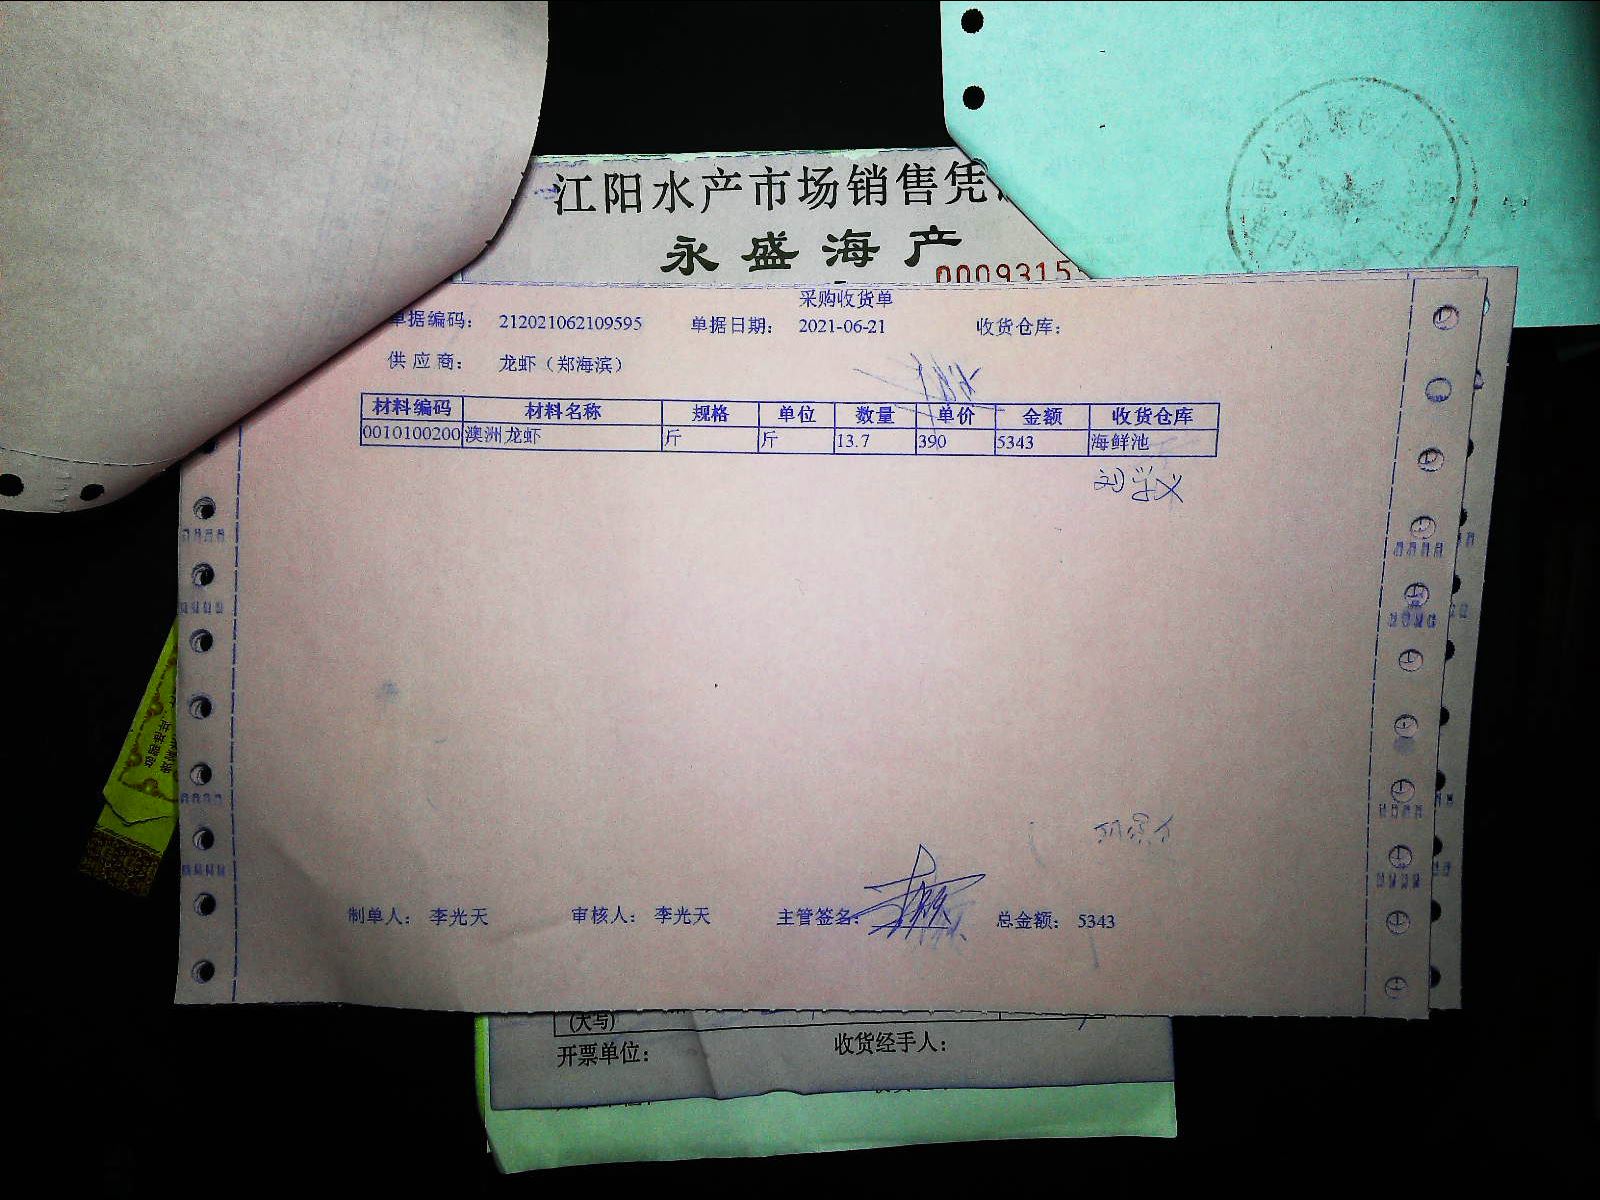 江阳水产市场销售凭
永盛海产
0009315
采购收货单
单据编码: 212021062109595 单据日期: 2021-06-21 收货仓库:
供应商: 龙虾（郑海滨）
材料编码 材料名称 规格 单位 数量 单价 金额 收货仓库
0010100200 澳洲龙虾 斤 斤 13.7 390 5343 海鲜池
刘学义
制单人: 李光天 审核人: 李光天 主管签名: 总金额: 5343
(大写)
开票单位: 收货经手人: